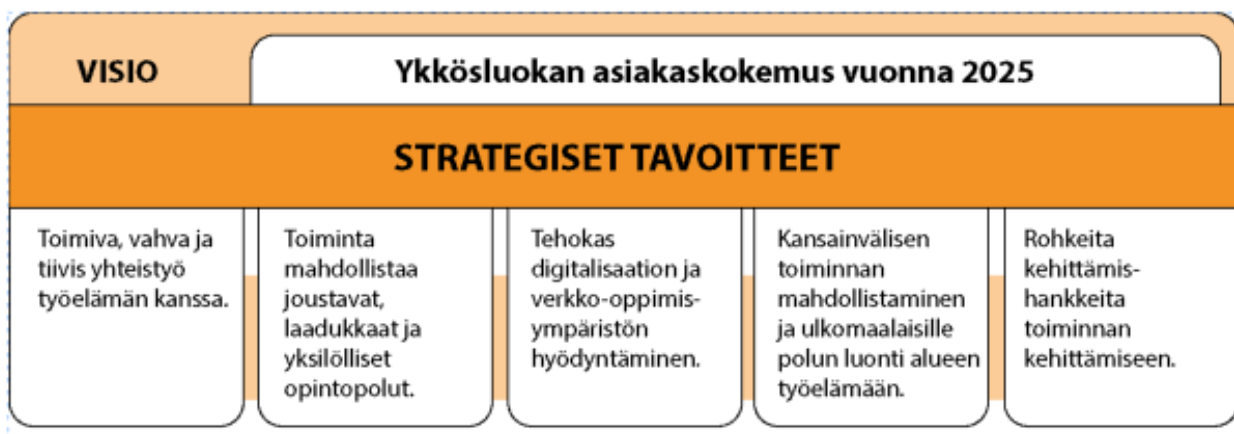 VISIO
Ykkösluokan asiakaskokemus vuonna 2025
STRATEGISET TAVOITTEET
Toimiva, vahva ja
tiivis yhteistyö
työelämän kanssa.
Toiminta
mahdollistaa
joustavat,
laadukkaat ja
yksilölliset
opintopolut.
Tehokas
digitalisaation ja
verkko-oppimis-
ympäristön
hyödyntäminen.
Kansainvälisen
toiminnan
mahdollistaminen
ja ulkomaalaisille
polun luonti alueen
työelämään.
Rohkeita
kehittämis-
hankkeita
toiminnan
kehittämiseen.